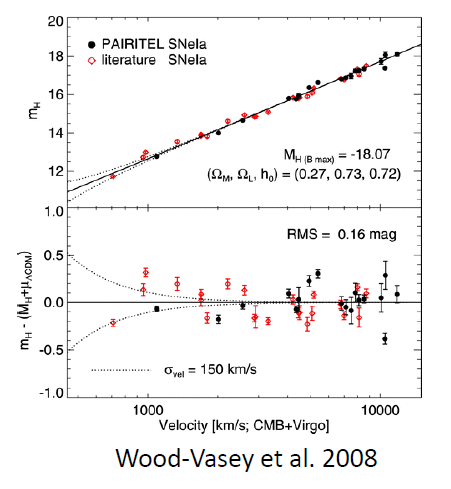 PAIRITEL SNeIa
literature SNeIa
m_H
18
16
14
12
M_H (B max) = -18.07
(Ω_M, Ω_L, h_0) = (0.27, 0.73, 0.72)
1.0
RMS = 0.16 mag
m_H - (M_H+μ_ΛCDM)
0.5
0.0
-0.5
σ_vel = 150 km/s
-1.0
1000 10000
Velocity [km/s; CMB+Virgo]
Wood-Vasey et al. 2008